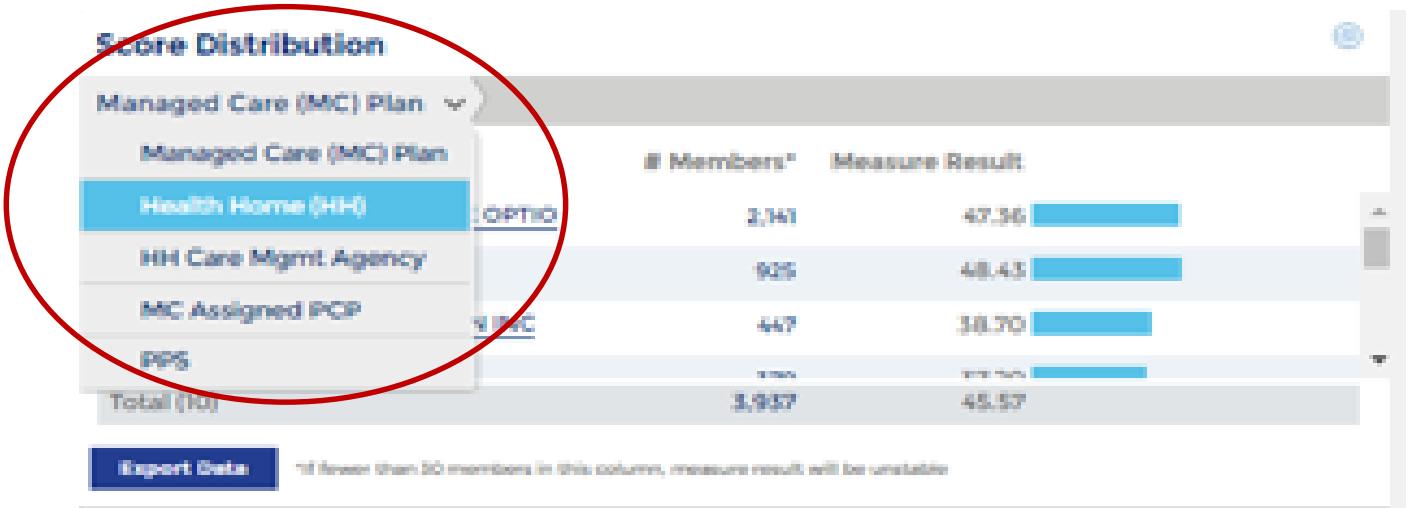 Score Distribution
Managed Care (MC) Plan
Managed Care (MC) Plan
# Members* Measure Result
Health Home (HH)
OPTIO 2,141 47.36
HH Care Mgmt Agency
925 48.43
MC Assigned PCP
INC 447 38.70
PPS
Total (10) 3,937 45.57
Export Data *If fewer than 30 members in this column, measure result will be unstable